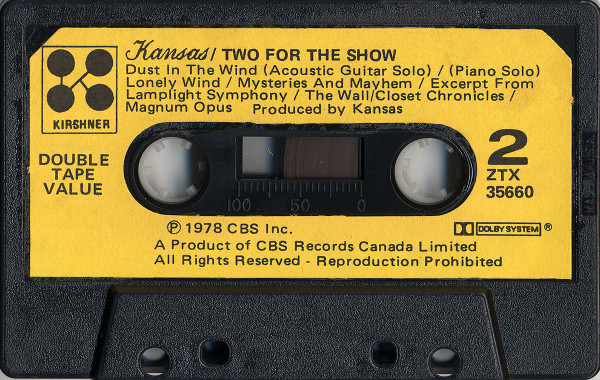 Kansas / TWO FOR THE SHOW
Dust In The Wind (Acoustic Guitar Solo) / (Piano Solo)
Lonely Wind / Mysteries And Mayhem / Excerpt From
Lamplight Symphony / The Wall/Closet Chronicles /
Magnum Opus Produced by Kansas
KIRSHNER
DOUBLE
TAPE
VALUE
2
ZTX
35660
100 50 0
Ⓟ 1978 CBS Inc.
DOLBY SYSTEM ®
A Product of CBS Records Canada Limited
All Rights Reserved - Reproduction Prohibited